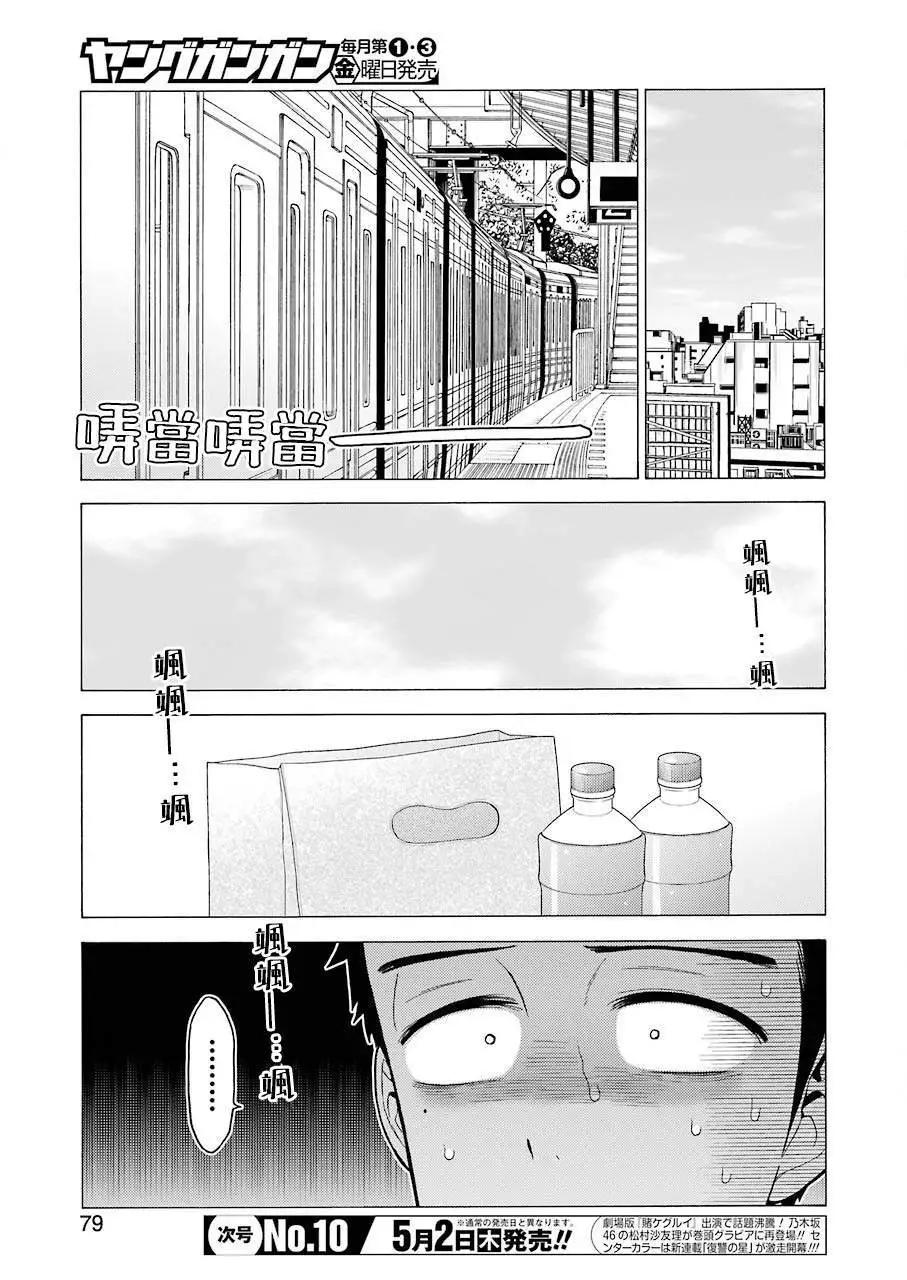 ヤングガンガン
毎月第1・3
金曜日発売
哢當哢當——
颯颯——…颯
颯颯——…颯
颯颯——…颯
…………
79
次号 No.10
※通常の発売日と異なります。
5月2日木発売!!
劇場版『賭ケグルイ』出演で話題沸騰! 乃木坂
46の松村沙友理が巻頭グラビアに再登場!! セ
ンターカラーは新連載「復讐の星」が激走開幕!!!